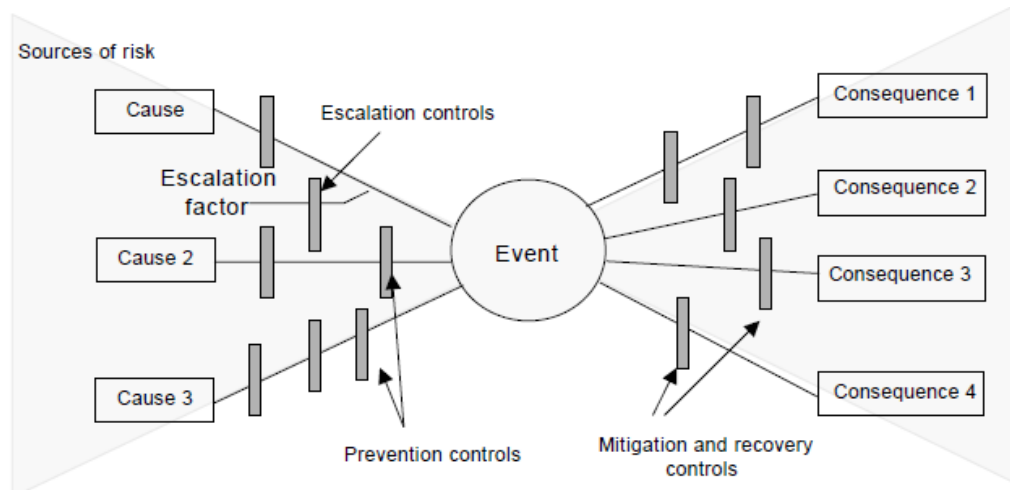 Sources of risk
Cause
Escalation controls
Escalation
factor
Cause 2
Cause 3
Prevention controls
Event
Consequence 1
Consequence 2
Consequence 3
Consequence 4
Mitigation and recovery
controls